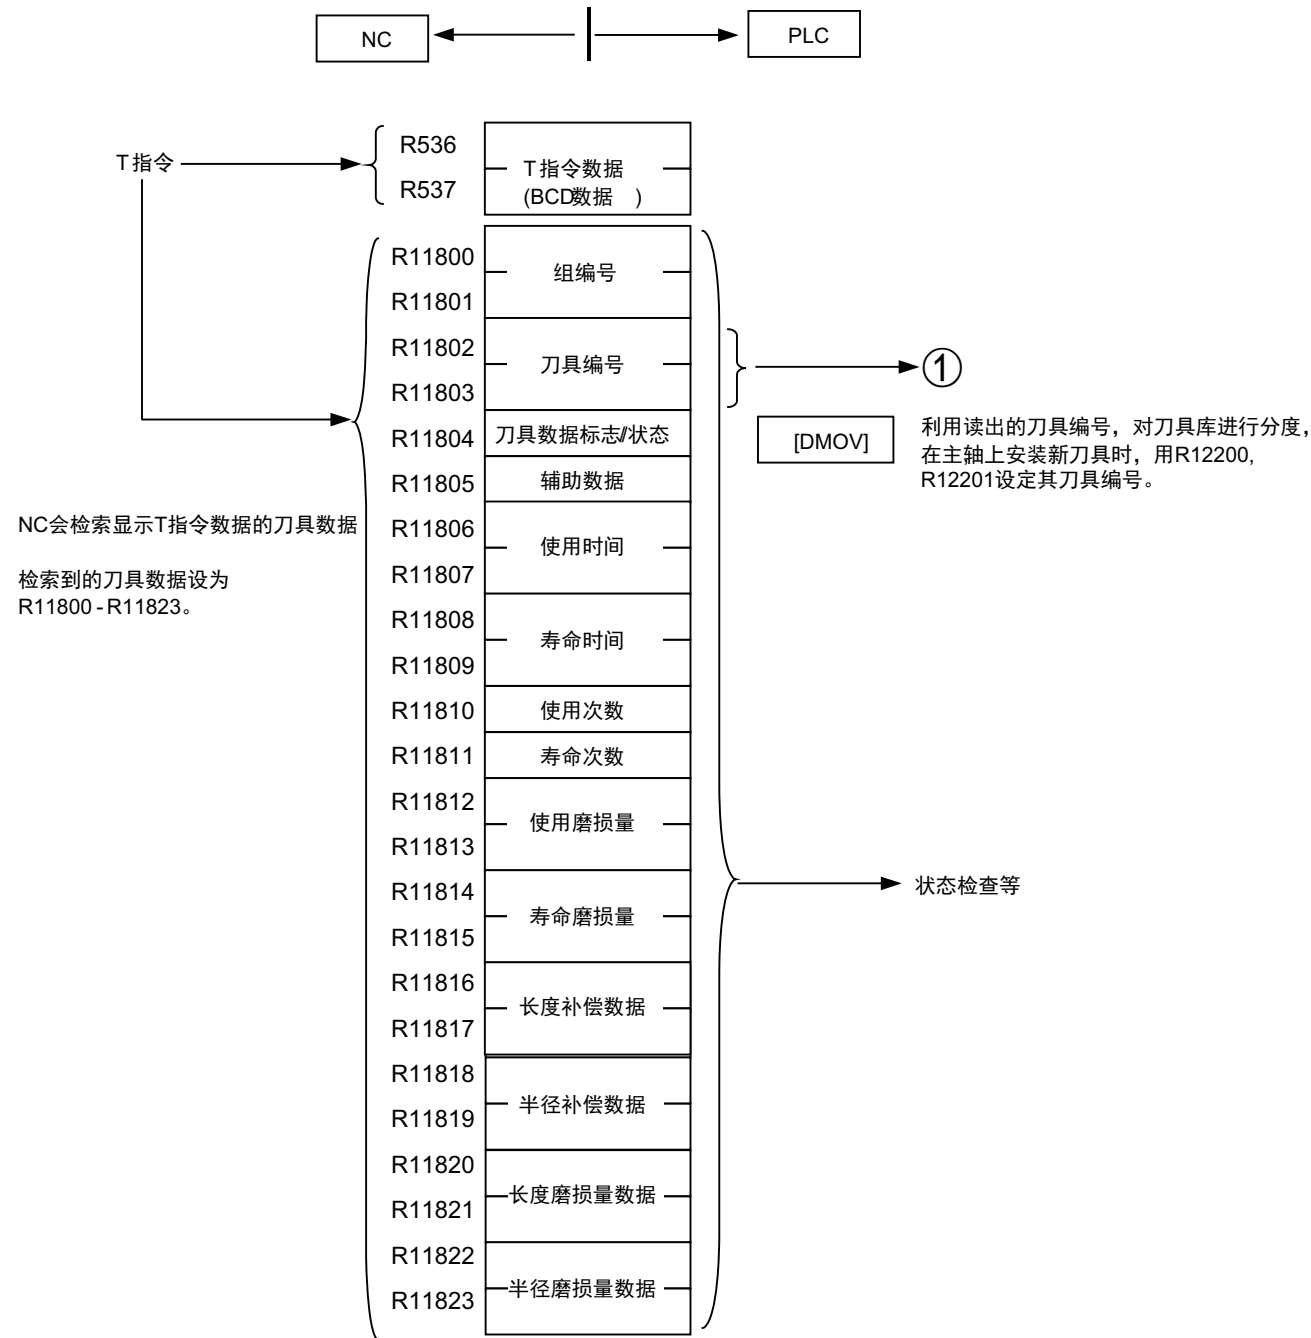 NC
PLC
T指令
R536
R537
T指令数据
(BCD数据 )
R11800
组编号
R11801
R11802
刀具编号
R11803
①
[DMOV]
利用读出的刀具编号，对刀具库进行分度，
在主轴上安装新刀具时，用R12200,
R12201设定其刀具编号。
R11804
刀具数据标志/状态
R11805
辅助数据
NC会检索显示T指令数据的刀具数据
检索到的刀具数据设为
R11800-R11823。
R11806
使用时间
R11807
R11808
寿命时间
R11809
R11810
使用次数
R11811
寿命次数
R11812
使用磨损量
R11813
R11814
寿命磨损量
R11815
状态检查等
R11816
长度补偿数据
R11817
R11818
半径补偿数据
R11819
R11820
长度磨损量数据
R11821
R11822
半径磨损量数据
R11823